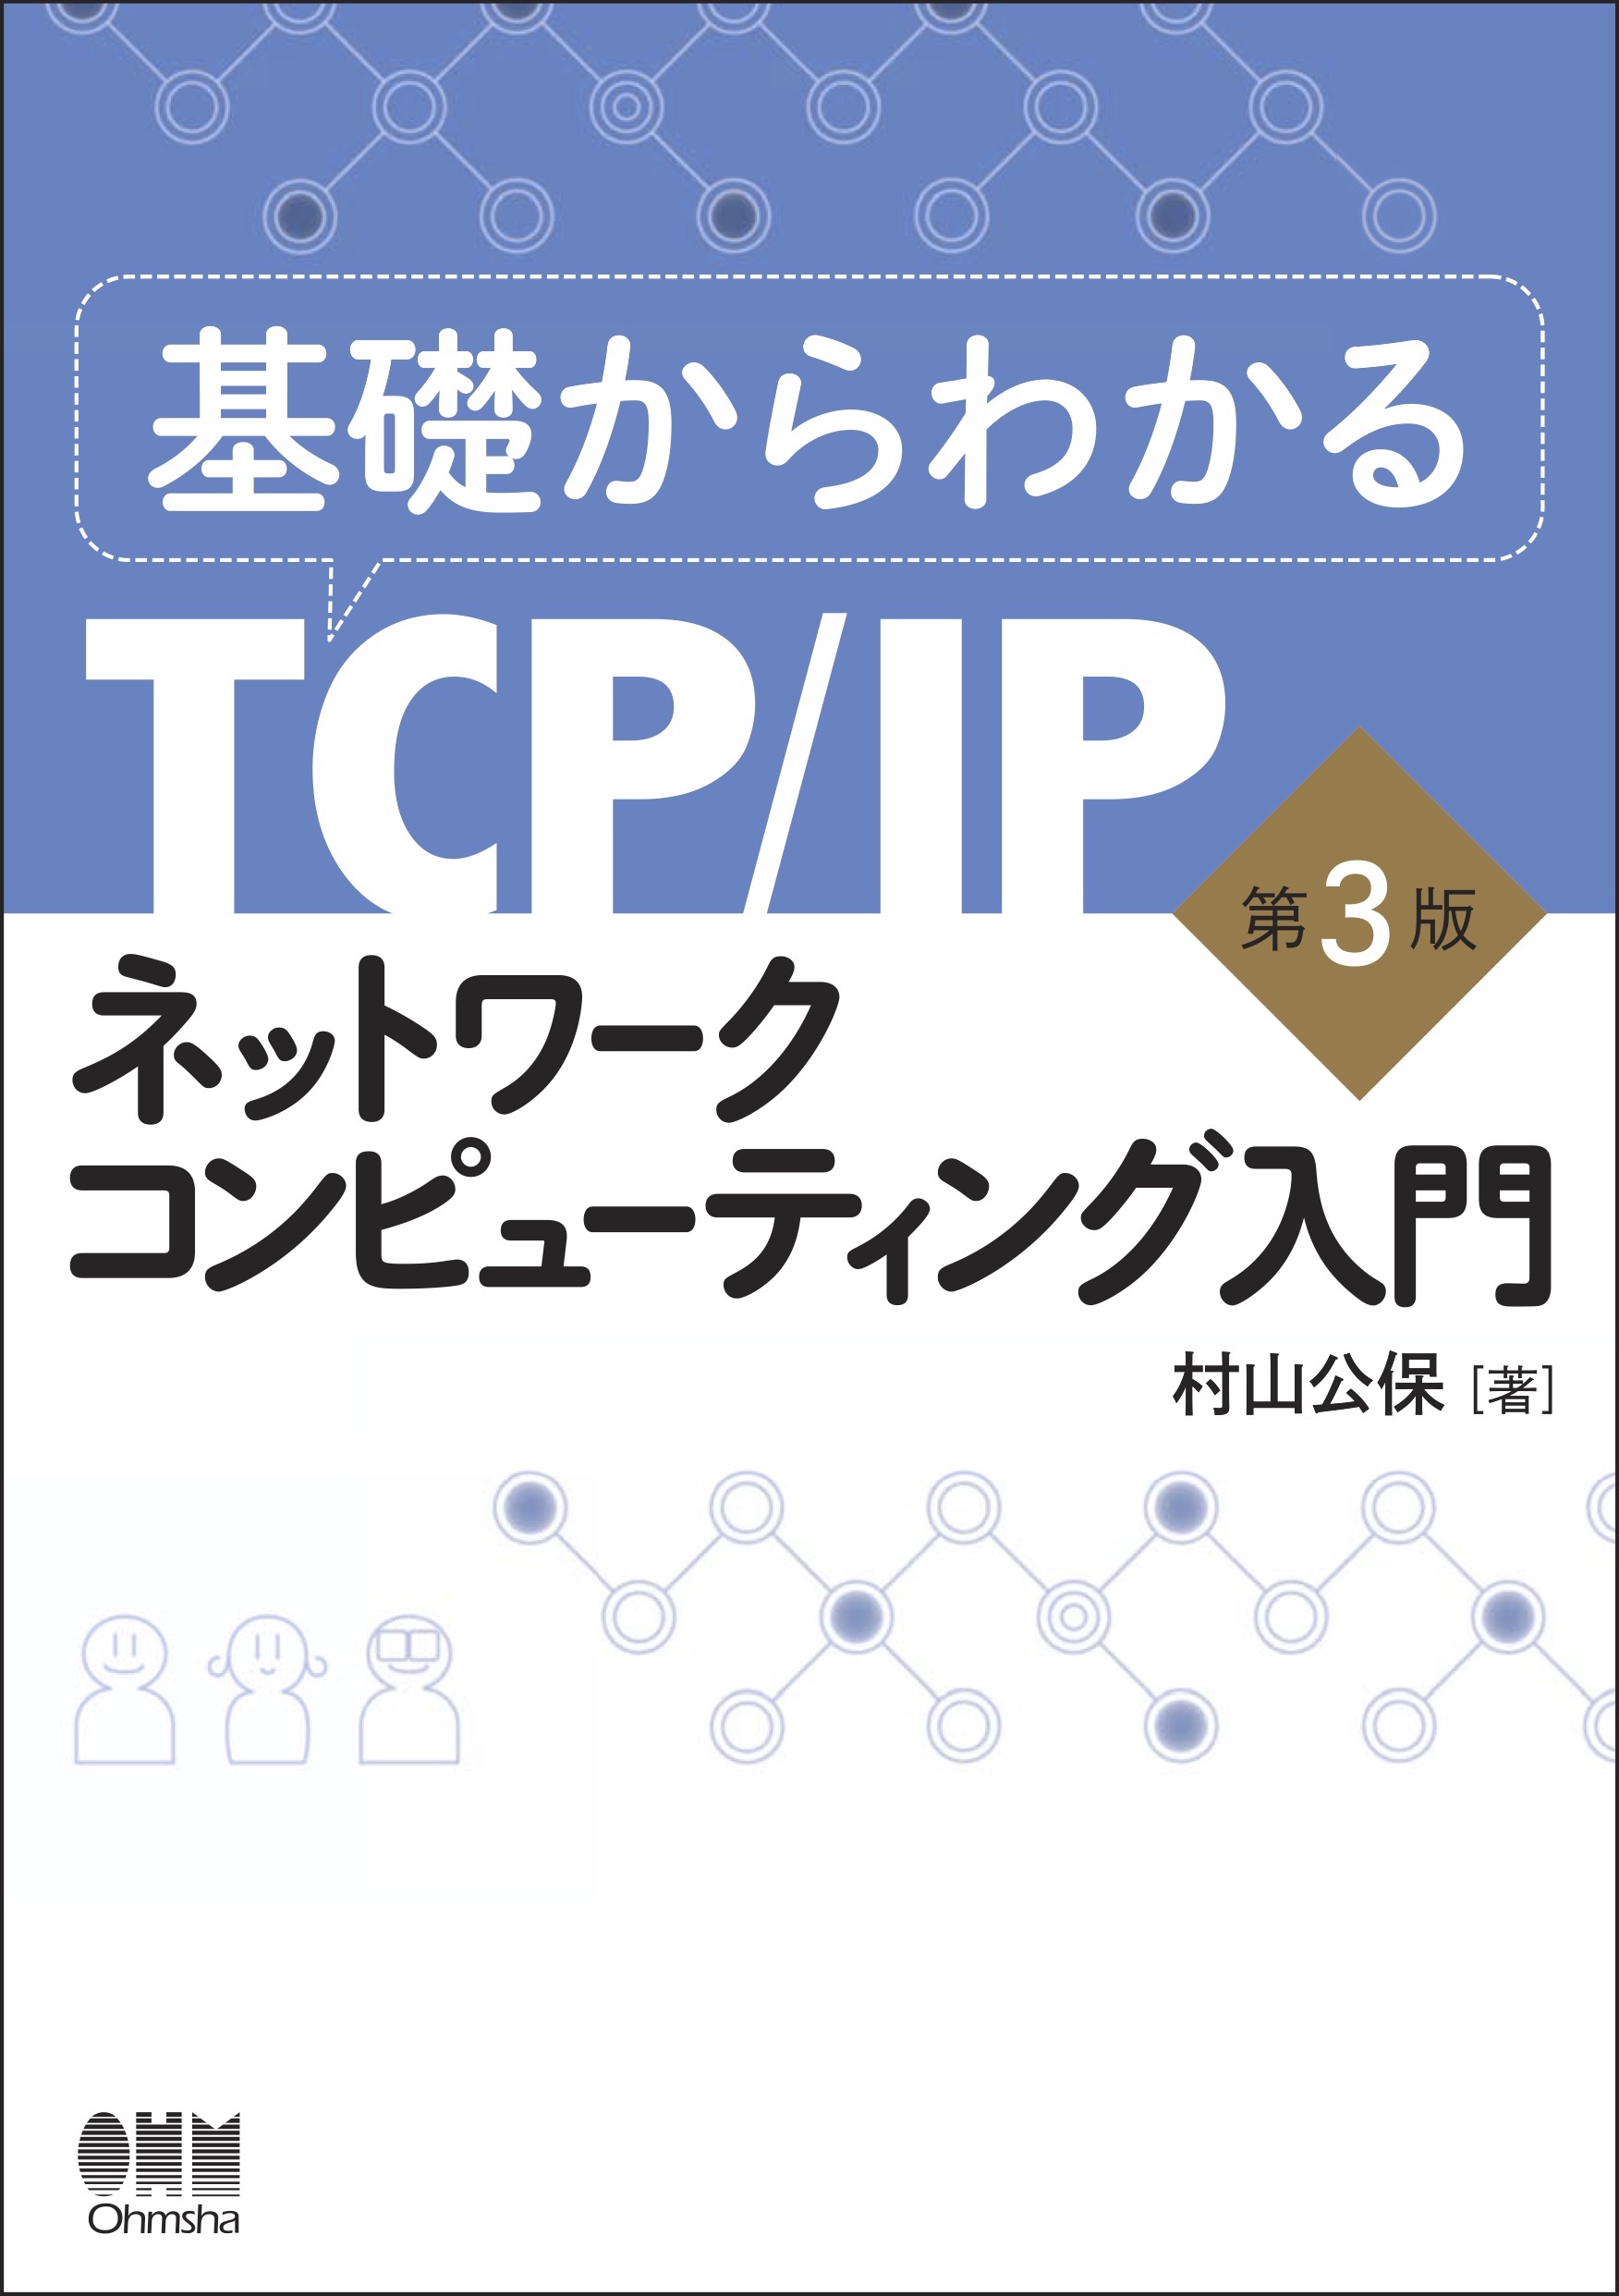 基礎からわかる
TCP/IP
第3版
ネットワーク
コンピューティング入門
村山公保 [著]
OHM
Ohmsha